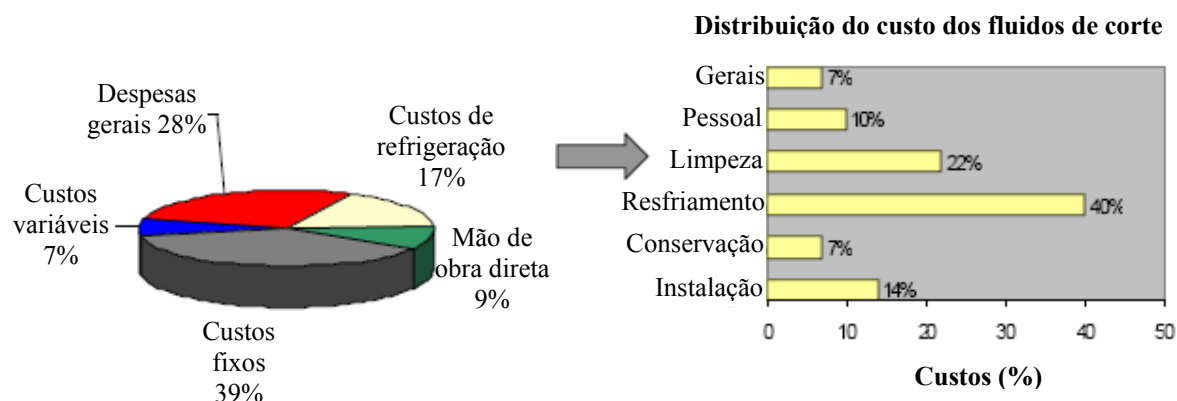 Despesas
gerais 28%
Custos de
refrigeração
17%
Custos
variáveis
7%
Mão de
obra direta
9%
Custos
fixos
39%
Distribuição do custo dos fluidos de corte
Gerais 7%
Pessoal 10%
Limpeza 22%
Resfriamento 40%
Conservação 7%
Instalação 14%
0 10 20 30 40 50
Custos (%)